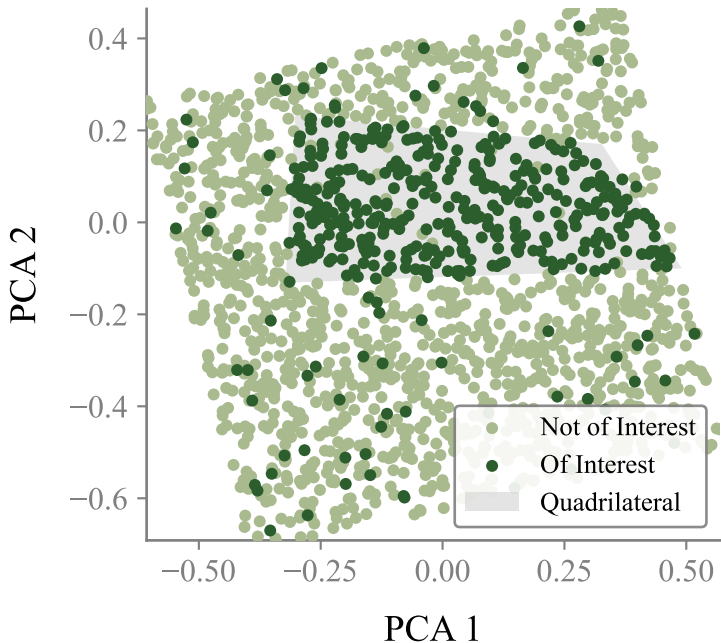 0.4
0.2
0.0
−0.2
−0.4
−0.6
PCA 2
Not of Interest
Of Interest
Quadrilateral
−0.50
−0.25
0.00
0.25
0.50
PCA 1